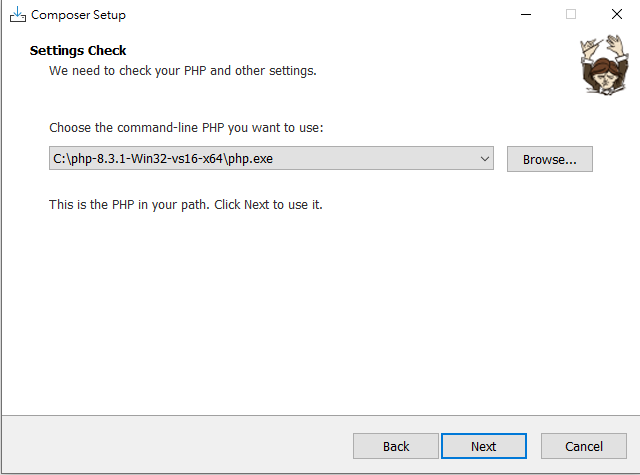 Composer Setup
Settings Check
We need to check your PHP and other settings.
Choose the command-line PHP you want to use:
C:\php-8.3.1-Win32-vs16-x64\php.exe
Browse...
This is the PHP in your path. Click Next to use it.
Back
Next
Cancel